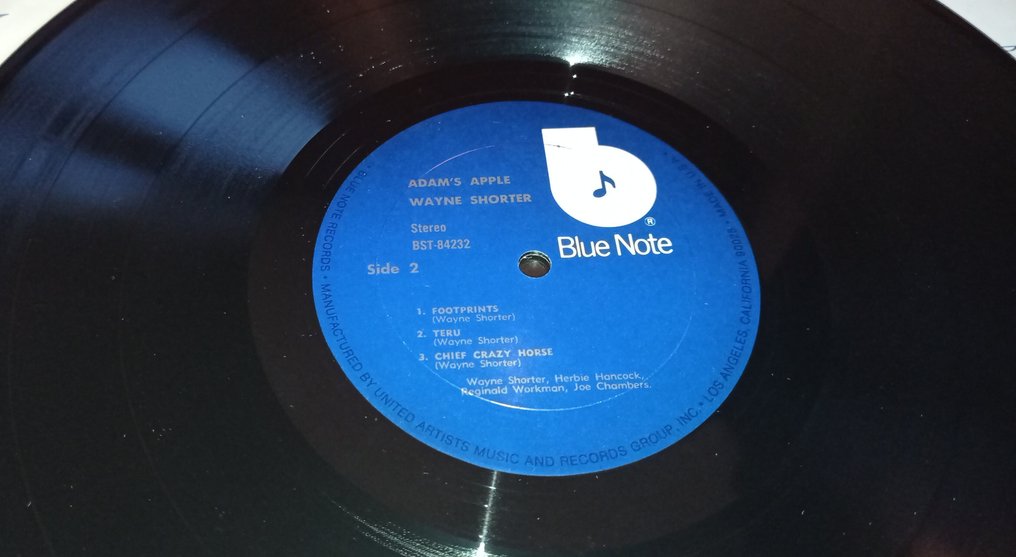 ADAM'S APPLE
WAYNE SHORTER
Stereo
BST-84232
Side 2
b
®
Blue Note
1. FOOTPRINTS
(Wayne Shorter)
2. TERU
(Wayne Shorter)
3. CHIEF CRAZY HORSE
(Wayne Shorter)
Wayne Shorter, Herbie Hancock,
Reginald Workman, Joe Chambers.
• BLUE NOTE RECORDS • MANUFACTURED BY UNITED ARTISTS MUSIC AND RECORDS GROUP, INC. • LOS ANGELES, CALIFORNIA 90028 • MADE IN U.S.A.